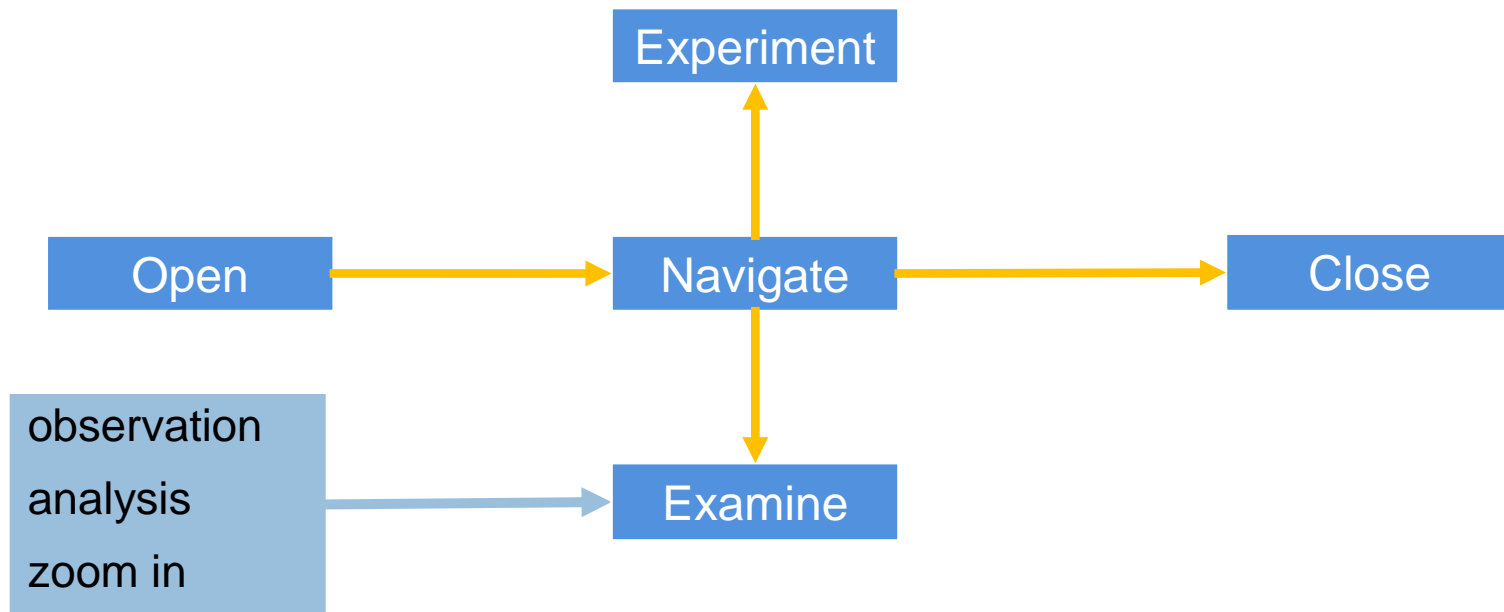 Experiment
Open
Navigate
Close
observation
analysis
zoom in
Examine